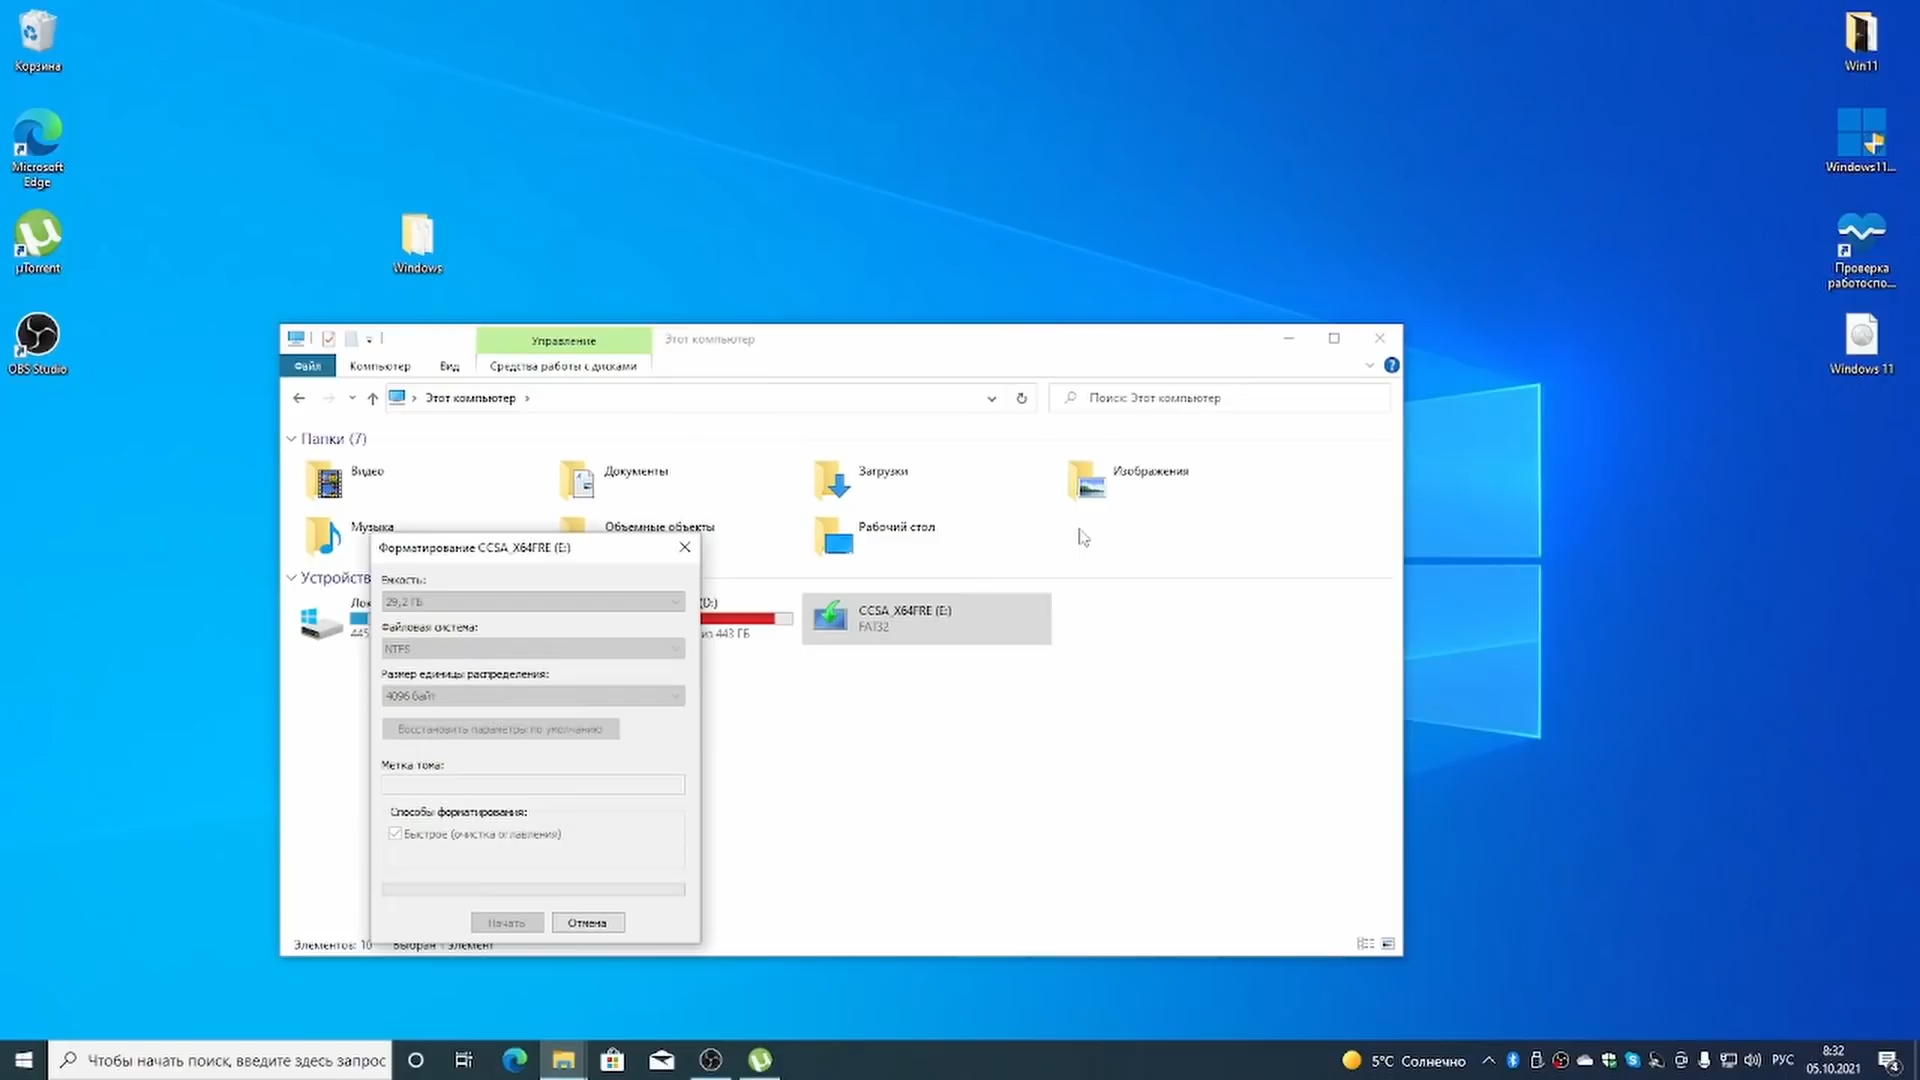 Корзина
Microsoft
Edge
µTorrent
OBS Studio
Windows
Win11
Windows11...
Проверка
работоспо...
Windows 11
Управление
Этот компьютер
Файл
Компьютер
Вид
Средства работы с дисками
Этот компьютер
Поиск: Этот компьютер
Папки (7)
Видео
Документы
Загрузки
Изображения
Музыка
Объемные объекты
Рабочий стол
Устройств
Лок
445
(D:)
из 443 ГБ
CCSA_X64FRE (E:)
FAT32
Форматирование CCSA_X64FRE (E:)
Емкость:
29,2 ГБ
Файловая система:
NTFS
Размер единицы распределения:
4096 байт
Восстановить параметры по умолчанию
Метка тома:
Способы форматирования:
Быстрое (очистка оглавления)
Начать
Отмена
Элементов: 10
Выбран 1 элемент
Чтобы начать поиск, введите здесь запрос
5°C Солнечно
РУС
8:32
05.10.2021
4